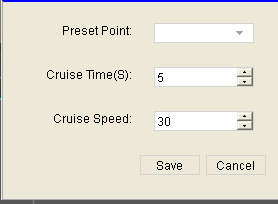 Preset Point:
Cruise Time(S): 5
Cruise Speed: 30
Save Cancel